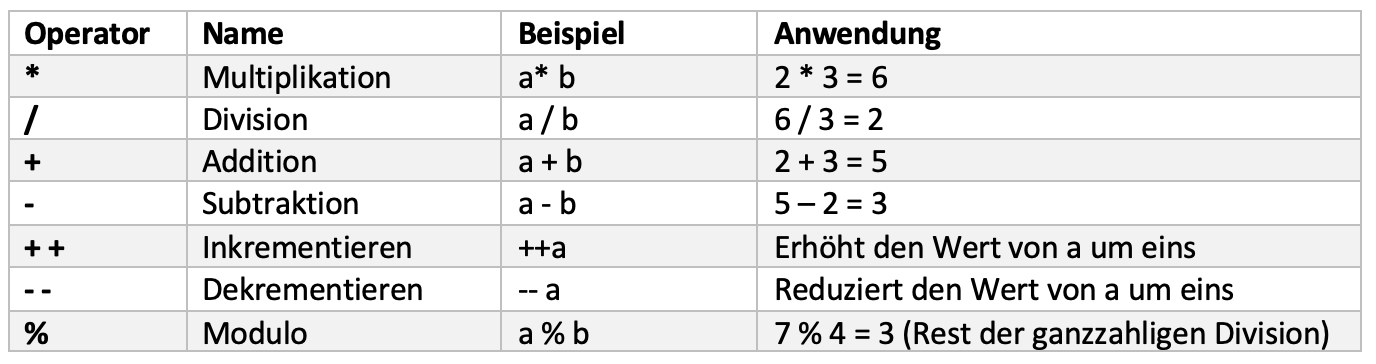 Operator Name Beispiel Anwendung
* Multiplikation a* b 2 * 3 = 6
/ Division a / b 6 / 3 = 2
+ Addition a + b 2 + 3 = 5
- Subtraktion a - b 5 – 2 = 3
+ + Inkrementieren ++a Erhöht den Wert von a um eins
- - Dekrementieren -- a Reduziert den Wert von a um eins
% Modulo a % b 7 % 4 = 3 (Rest der ganzzahligen Division)